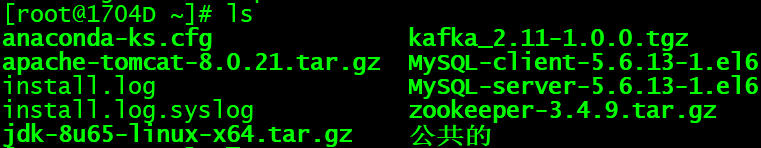 [root@1704D ~]# ls
anaconda-ks.cfg kafka_2.11-1.0.0.tgz
apache-tomcat-8.0.21.tar.gz MySQL-client-5.6.13-1.el6
install.log MySQL-server-5.6.13-1.el6
install.log.syslog zookeeper-3.4.9.tar.gz
jdk-8u65-linux-x64.tar.gz 公共的